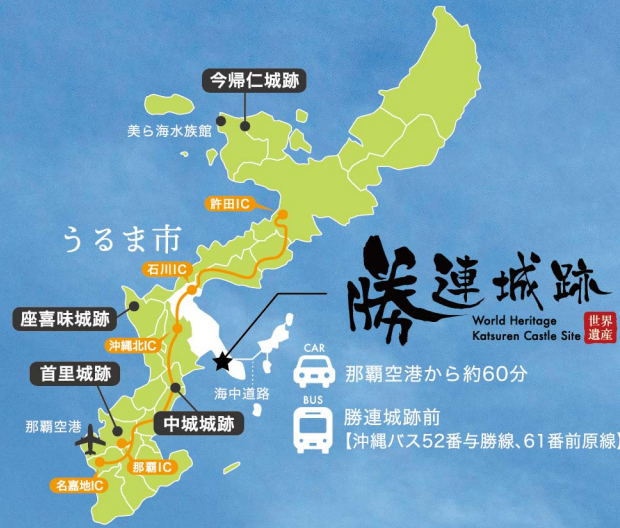 今帰仁城跡
美ら海水族館
許田IC
うるま市
石川IC
勝連城跡
World Heritage
Katsuren Castle Site
世界
遺産
座喜味城跡
沖縄北IC
CAR
那覇空港から約60分
首里城跡
海中道路
BUS
那覇空港
中城城跡
勝連城跡前
【沖縄バス52番与勝線、61番前原線】
那覇IC
名嘉地IC